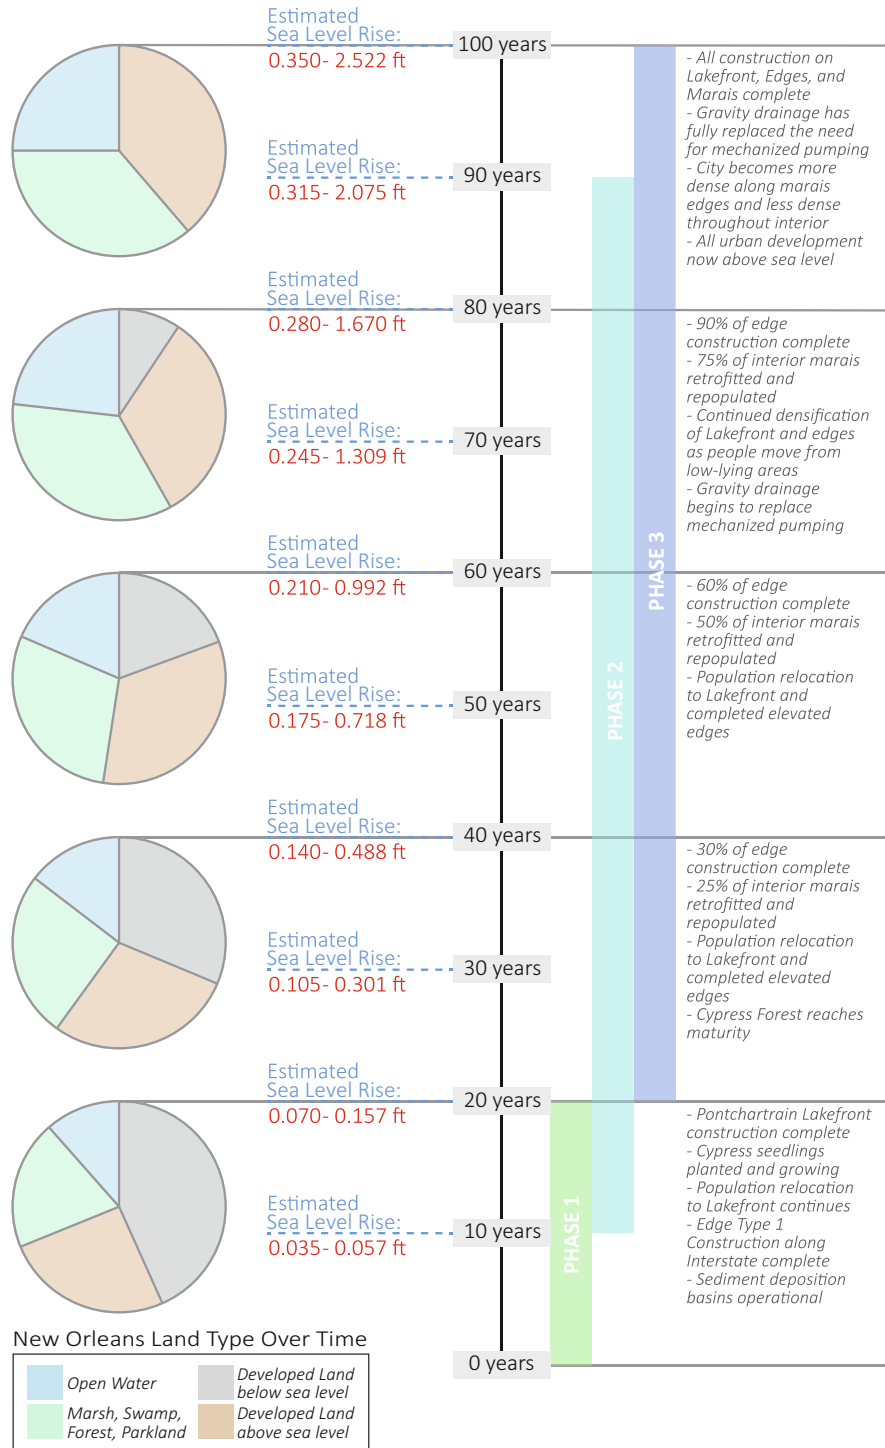 Estimated
Sea Level Rise:
0.350- 2.522 ft
100 years
- All construction on
Lakefront, Edges, and
Marais complete
- Gravity drainage has
fully replaced the need
for mechanized pumping
- City becomes more
dense along marais
edges and less dense
throughout interior
- All urban development
now above sea level
Estimated
Sea Level Rise:
0.315- 2.075 ft
90 years
Estimated
Sea Level Rise:
0.280- 1.670 ft
80 years
- 90% of edge
construction complete
- 75% of interior marais
retrofitted and
repopulated
- Continued densification
of Lakefront and edges
as people move from
low-lying areas
- Gravity drainage
begins to replace
mechanized pumping
Estimated
Sea Level Rise:
0.245- 1.309 ft
70 years
PHASE 3
Estimated
Sea Level Rise:
0.210- 0.992 ft
60 years
- 60% of edge
construction complete
- 50% of interior marais
retrofitted and
repopulated
- Population relocation
to Lakefront and
completed elevated
edges
PHASE 2
Estimated
Sea Level Rise:
0.175- 0.718 ft
50 years
Estimated
Sea Level Rise:
0.140- 0.488 ft
40 years
- 30% of edge
construction complete
- 25% of interior marais
retrofitted and
repopulated
- Population relocation
to Lakefront and
completed elevated
edges
- Cypress Forest reaches
maturity
Estimated
Sea Level Rise:
0.105- 0.301 ft
30 years
Estimated
Sea Level Rise:
0.070- 0.157 ft
20 years
- Pontchartrain Lakefront
construction complete
- Cypress seedlings
planted and growing
- Population relocation
to Lakefront continues
- Edge Type 1
Construction along
Interstate complete
- Sediment deposition
basins operational
PHASE 1
Estimated
Sea Level Rise:
0.035- 0.057 ft
10 years
0 years
New Orleans Land Type Over Time
Open Water
Developed Land
below sea level
Marsh, Swamp,
Forest, Parkland
Developed Land
above sea level